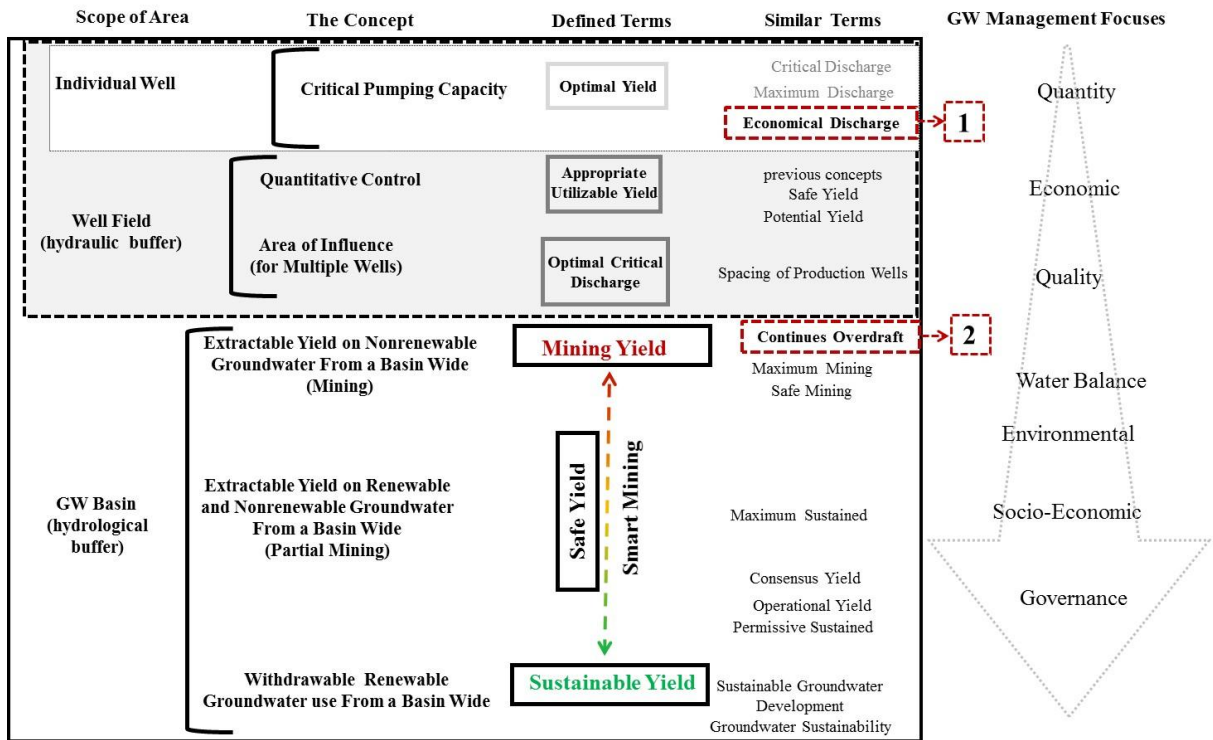 Scope of Area
The Concept
Defined Terms
Similar Terms
GW Management Focuses
Individual Well
Critical Pumping Capacity
Optimal Yield
Critical Discharge
Maximum Discharge
Economical Discharge
1
Quantity
Well Field
(hydraulic buffer)
Quantitative Control
Appropriate
Utilizable Yield
previous concepts
Safe Yield
Potential Yield
Economic
Area of Influence
(for Multiple Wells)
Optimal Critical
Discharge
Spacing of Production Wells
Quality
GW Basin
(hydrological
buffer)
Extractable Yield on Nonrenewable
Groundwater From a Basin Wide
(Mining)
Mining Yield
Continues Overdraft
2
Maximum Mining
Safe Mining
Water Balance
Environmental
Extractable Yield on Renewable
and Nonrenewable Groundwater
From a Basin Wide
(Partial Mining)
Safe Yield
Smart Mining
Maximum Sustained
Socio-Economic
Consensus Yield
Operational Yield
Permissive Sustained
Governance
Withdrawable Renewable
Groundwater use From a Basin Wide
Sustainable Yield
Sustainable Groundwater
Development
Groundwater Sustainability